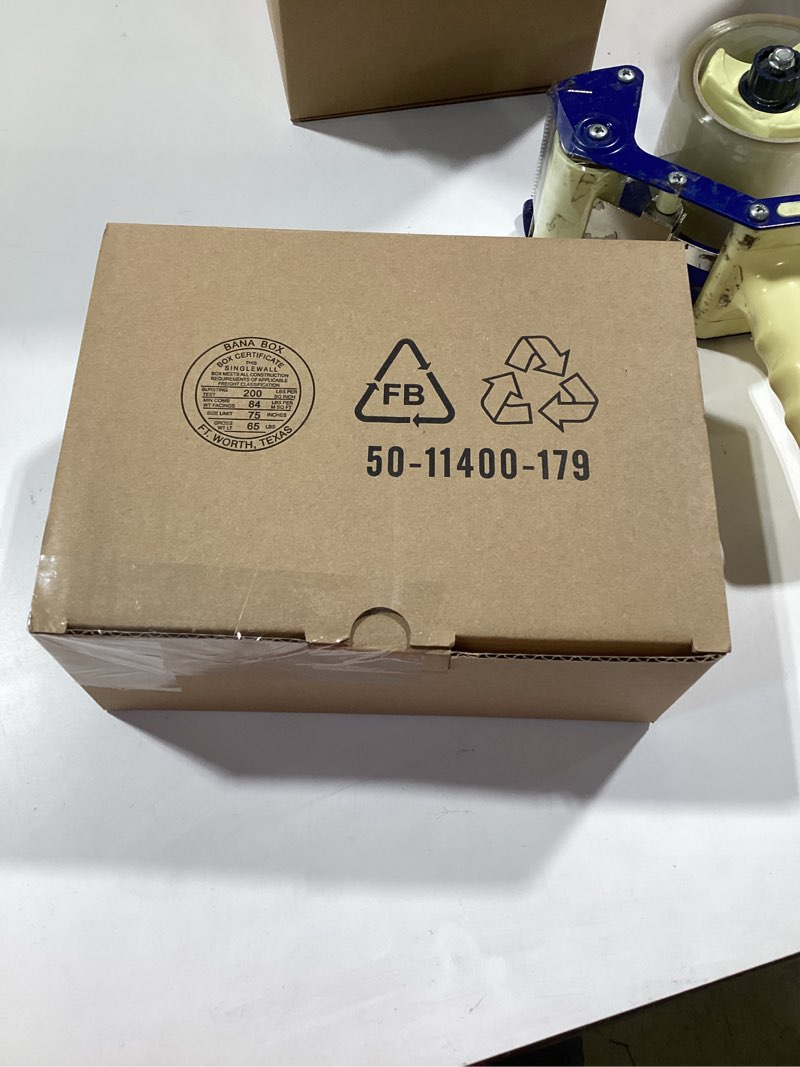 BANA BOX
BOX CERTIFICATE
THIS
SINGLEWALL
BOX MEETS ALL CONSTRUCTION
REQUIREMENTS OF APPLICABLE
FREIGHT CLASSIFICATION
BURSTING TEST 200 LBS PER SQ INCH
MIN COMB WT FACINGS 84 LBS PER M SQ FT
SIZE LIMIT 75 INCHES
GROSS WT LT 65 LBS
FT. WORTH, TEXAS
FB
50-11400-179